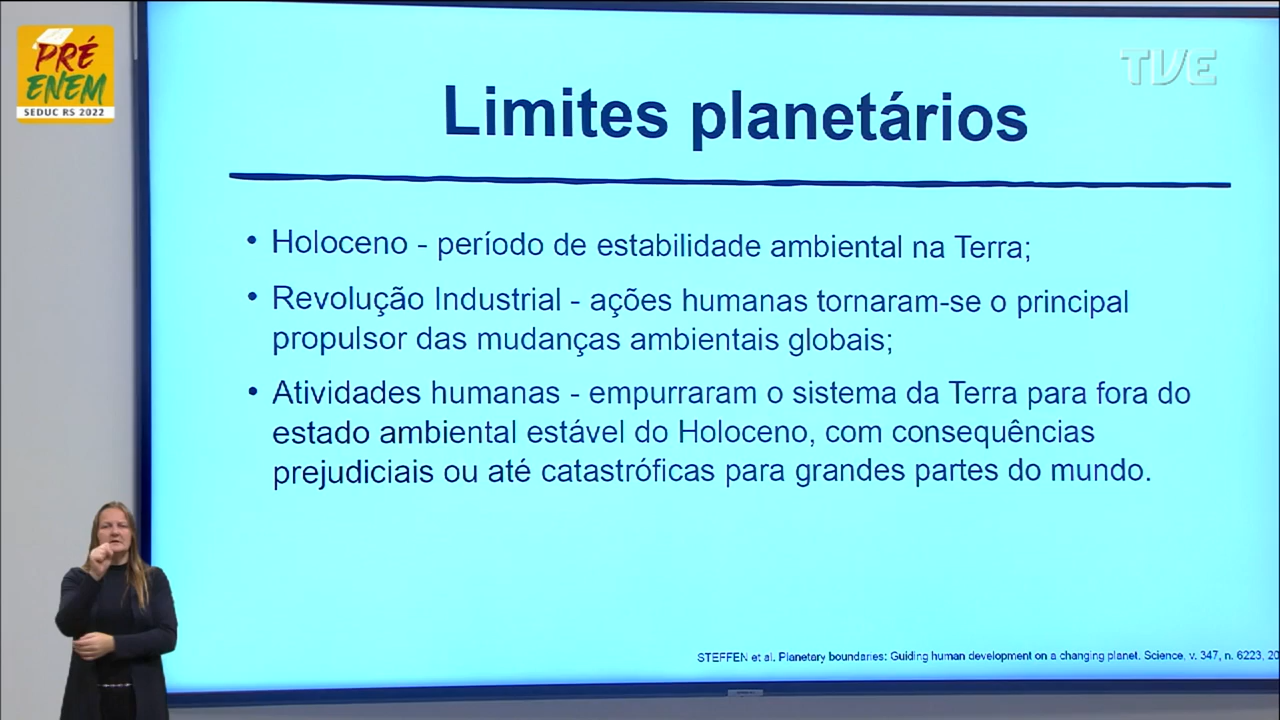 PRÉ
ENEM
SEDUC RS 2022
TVE
Limites planetários
• Holoceno - período de estabilidade ambiental na Terra;
• Revolução Industrial - ações humanas tornaram-se o principal
propulsor das mudanças ambientais globais;
• Atividades humanas - empurraram o sistema da Terra para fora do
estado ambiental estável do Holoceno, com consequências
prejudiciais ou até catastróficas para grandes partes do mundo.
STEFFEN et al. Planetary boundaries: Guiding human development on a changing planet. Science, v. 347, n. 6223, 20